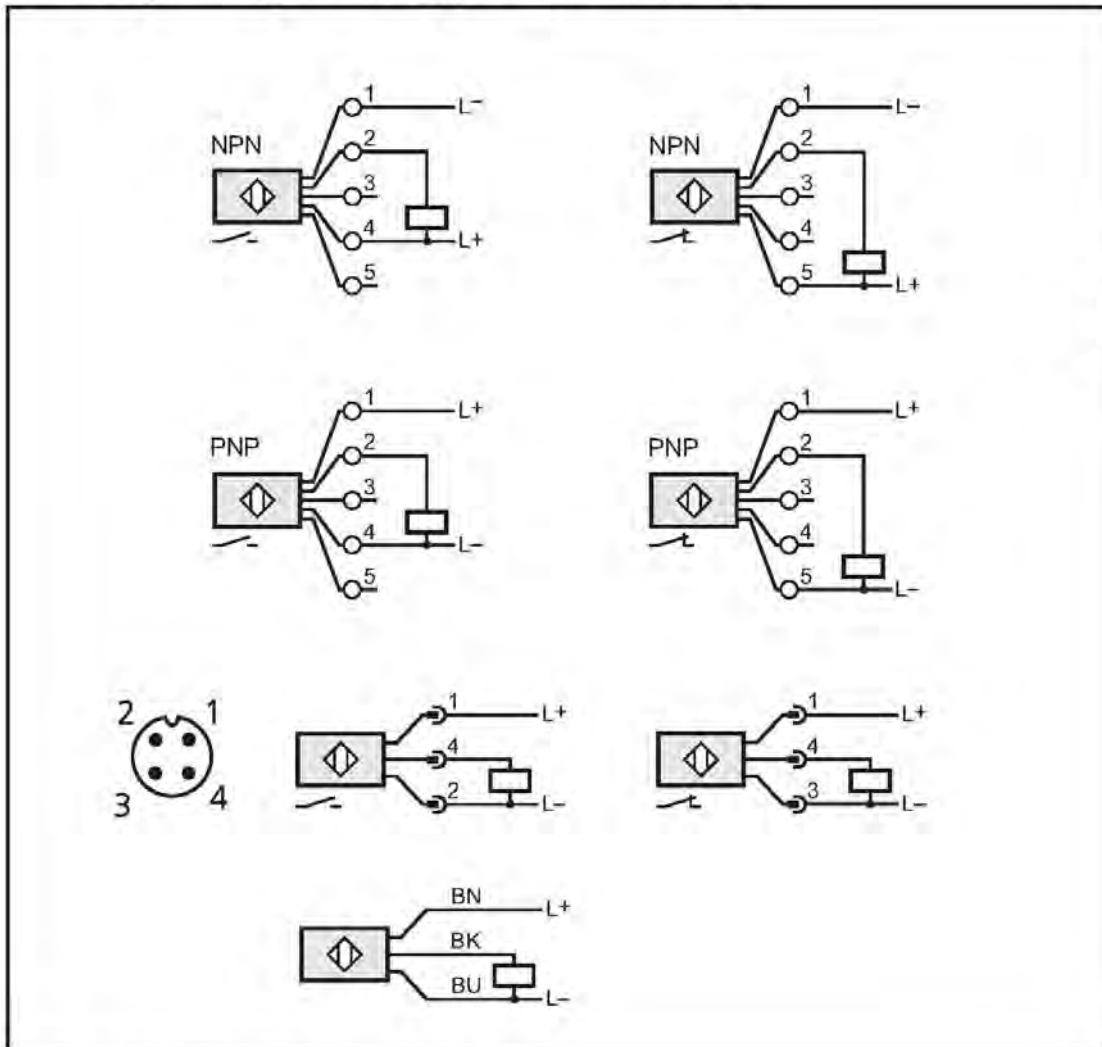 1 L–
NPN 2
3
4 L+
5
1 L–
NPN 2
3
4
5 L+
1 L+
PNP 2
3
4 L–
5
1 L+
PNP 2
3
4
5 L–
2 1
3 4
1 L+
4
2 L–
1 L+
4
3 L–
BN L+
BK
BU L–